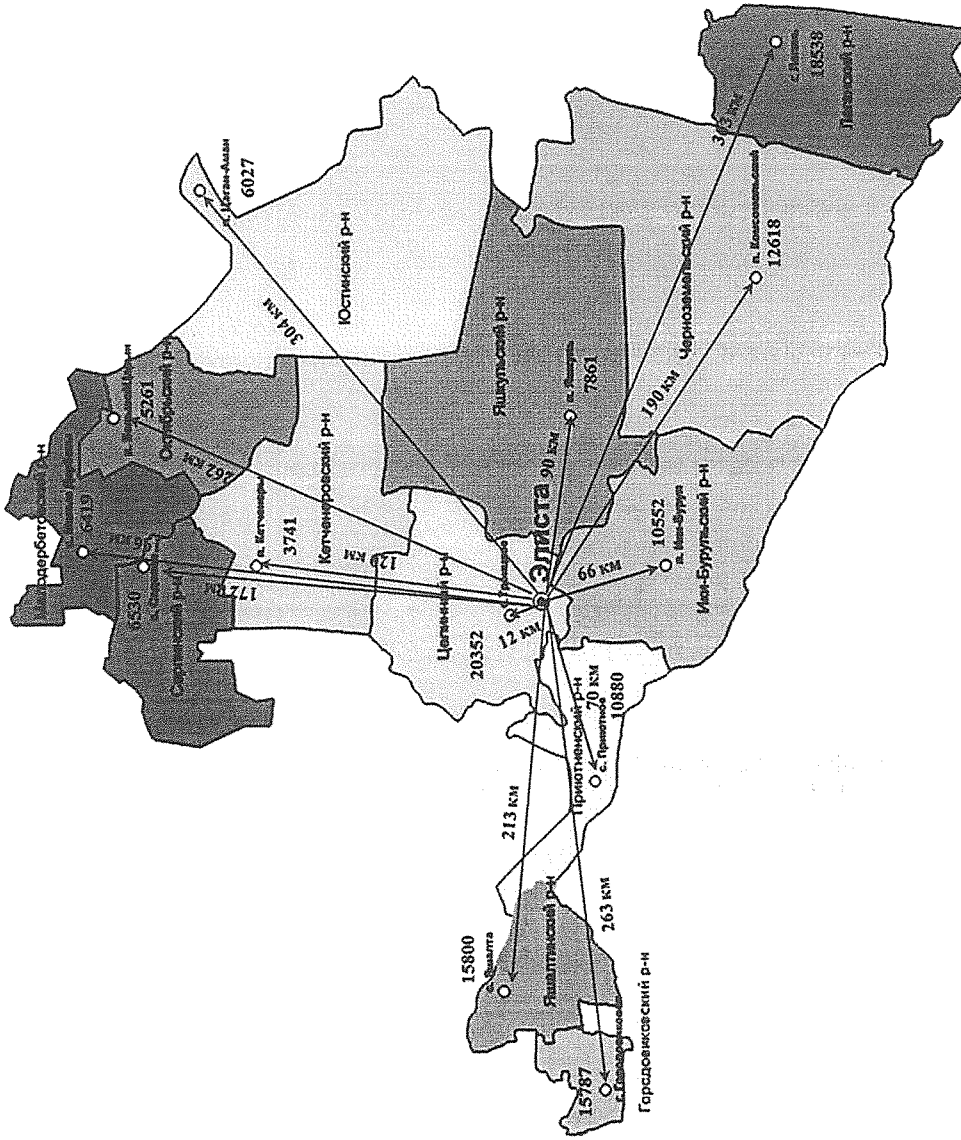 с. Лагань
18538
Лаганский р-н
303 км
п. Цаган-Аман
6027
Юстинский р-н
304 км
5261
Октябрьский р-н
262 км
Малодербетовский р-н
6530
Сарпинский р-н
172 км
п. Кетченеры
3741
Кетченеровский р-н
129 км
Яшкульский р-н
п. Яшкуль
7861
90 км
Черноземельский р-н
п. Комсомольский
12618
190 км
Элиста
Целинный р-н
с. Троицкое
12 км
20352
10552
п. Ики-Бурул
Ики-Бурульский р-н
66 км
Приютненский р-н
70 км
10880
с. Приютное
213 км
15800
с. Яшалта
Яшалтинский р-н
263 км
15787
г. Городовиковск
Городовиковский р-н